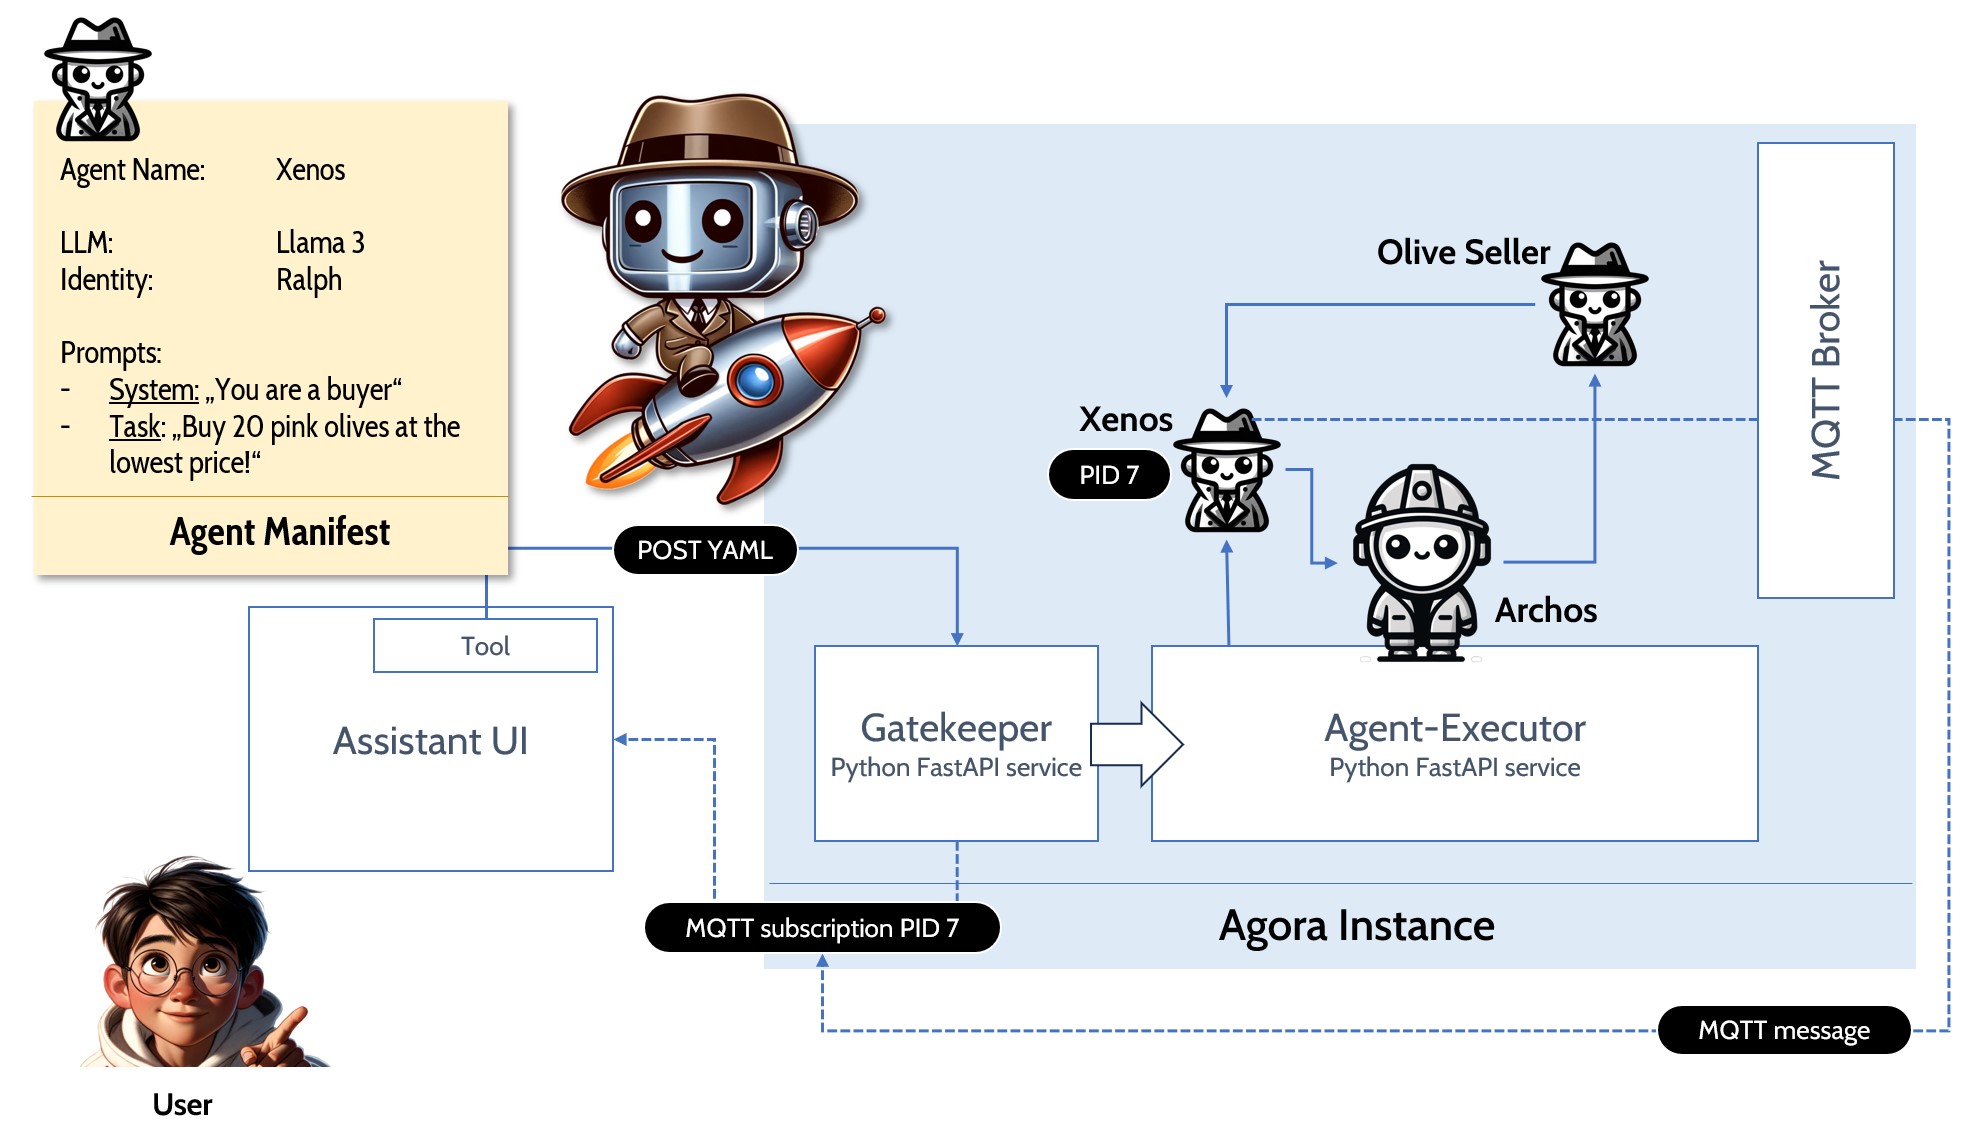 Agent Name: Xenos
LLM: Llama 3
Identity: Ralph
Prompts:
- System: „You are a buyer“
- Task: „Buy 20 pink olives at the
lowest price!“
Agent Manifest
POST YAML
Tool
Assistant UI
User
Olive Seller
Xenos
PID 7
Archos
MQTT Broker
Gatekeeper
Python FastAPI service
Agent-Executor
Python FastAPI service
MQTT subscription PID 7
Agora Instance
MQTT message